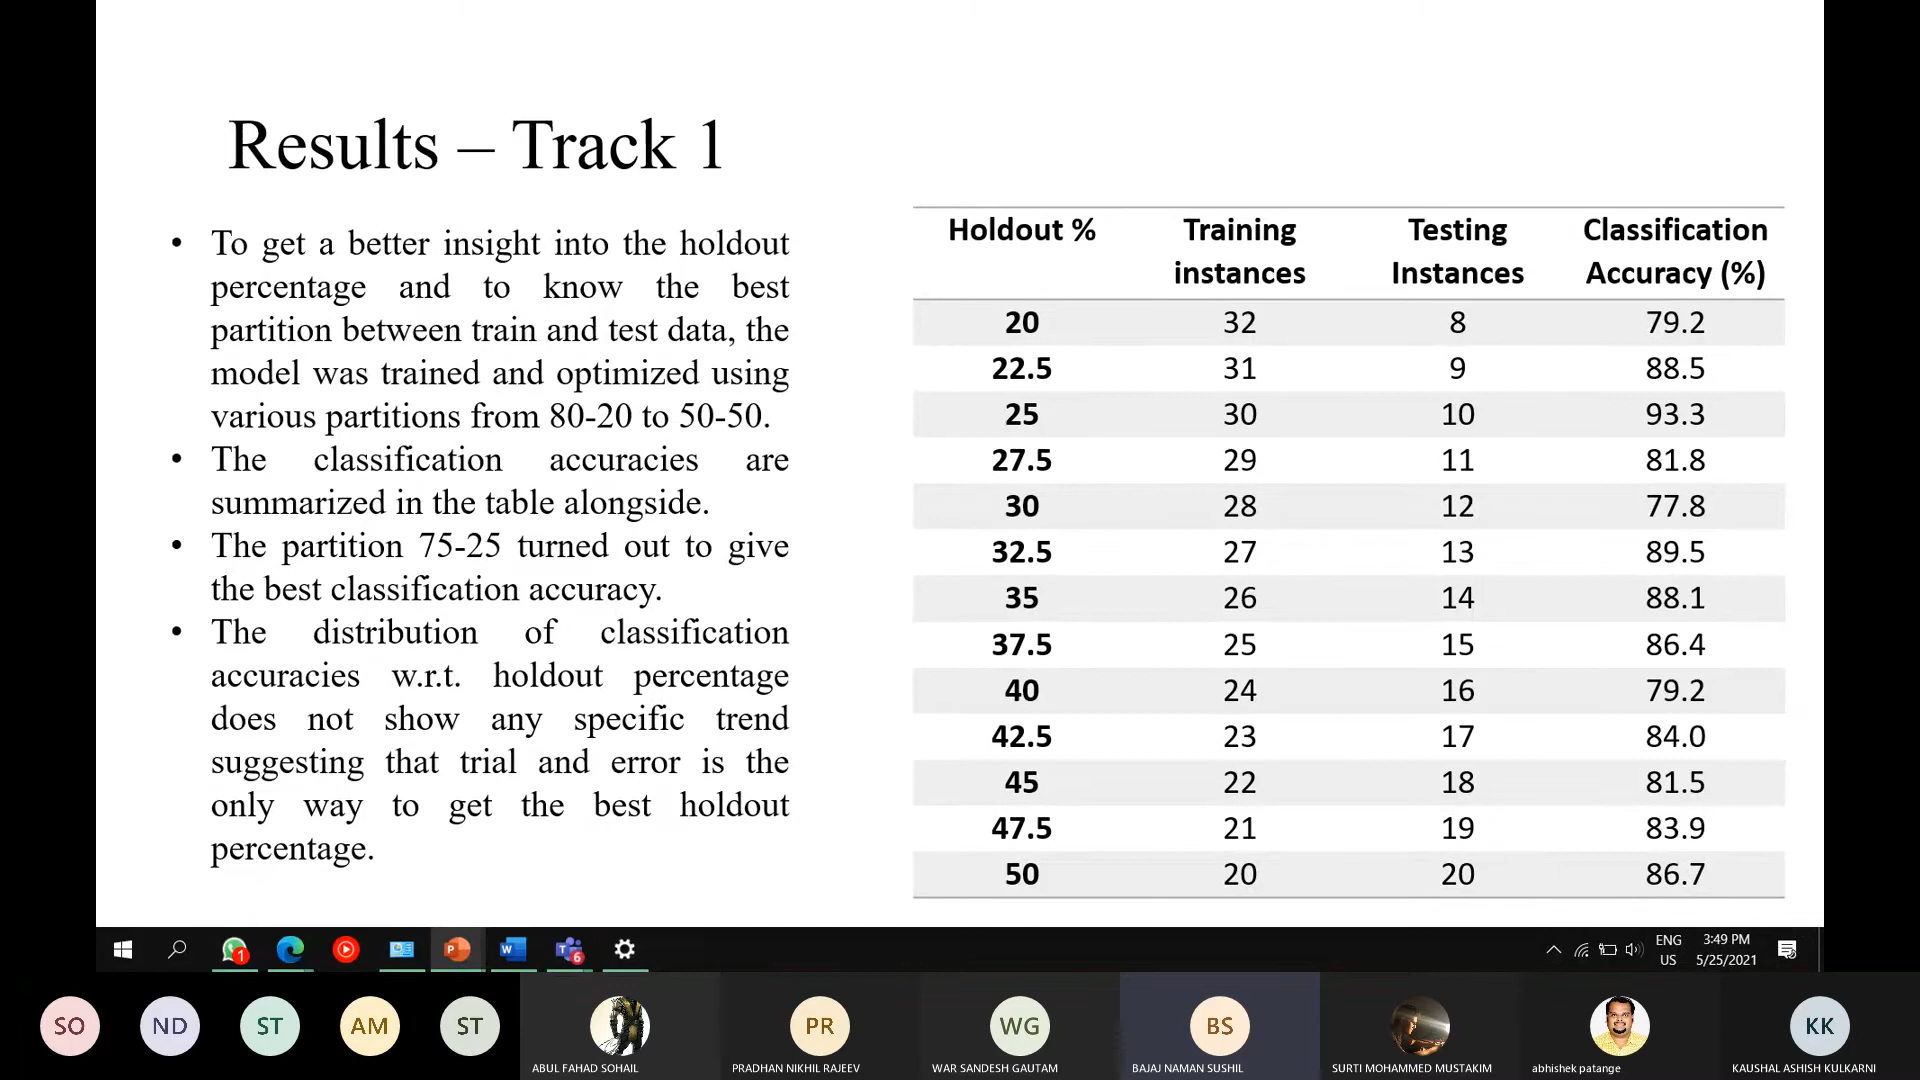 Results – Track 1
• To get a better insight into the holdout
percentage and to know the best
partition between train and test data, the
model was trained and optimized using
various partitions from 80-20 to 50-50.
• The classification accuracies are
summarized in the table alongside.
• The partition 75-25 turned out to give
the best classification accuracy.
• The distribution of classification
accuracies w.r.t. holdout percentage
does not show any specific trend
suggesting that trial and error is the
only way to get the best holdout
percentage.
Holdout % Training instances Testing Instances Classification Accuracy (%)
20 32 8 79.2
22.5 31 9 88.5
25 30 10 93.3
27.5 29 11 81.8
30 28 12 77.8
32.5 27 13 89.5
35 26 14 88.1
37.5 25 15 86.4
40 24 16 79.2
42.5 23 17 84.0
45 22 18 81.5
47.5 21 19 83.9
50 20 20 86.7
1 P W T 6
ENG 3:49 PM
US 5/25/2021
SO ND ST AM ST PR WG BS KK
ABUL FAHAD SOHAIL PRADHAN NIKHIL RAJEEV WAR SANDESH GAUTAM BAJAJ NAMAN SUSHIL SURTI MOHAMMED MUSTAKIM abhishek patange KAUSHAL ASHISH KULKARNI